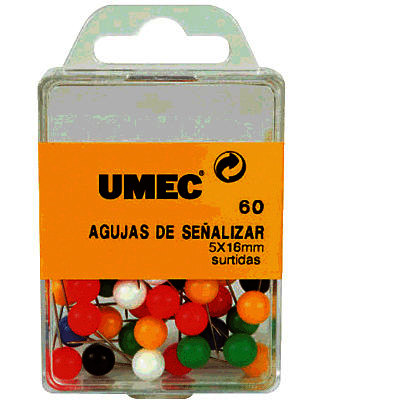 UMEC®
60
AGUJAS DE SEÑALIZAR
5X16mm
surtidas